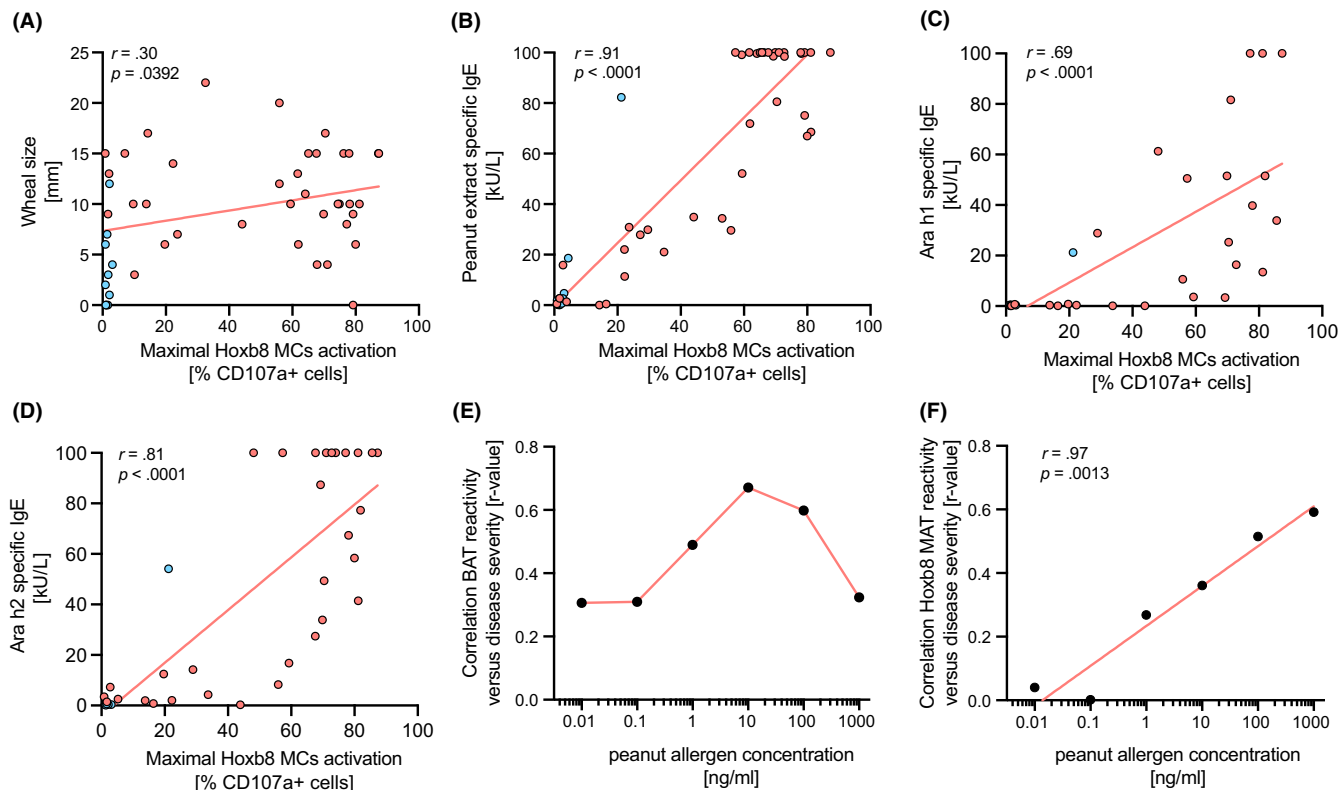 (A)
r = .30
p = .0392
25
20
15
10
5
0
0 20 40 60 80 100
Wheal size
[mm]
Maximal Hoxb8 MCs activation
[% CD107a+ cells]
(B)
r = .91
p < .0001
100
80
60
40
20
0
0 20 40 60 80 100
Peanut extract specific IgE
[kU/L]
Maximal Hoxb8 MCs activation
[% CD107a+ cells]
(C)
r = .69
p < .0001
100
80
60
40
20
0
0 20 40 60 80 100
Ara h1 specific IgE
[kU/L]
Maximal Hoxb8 MCs activation
[% CD107a+ cells]
(D)
r = .81
p < .0001
100
80
60
40
20
0
0 20 40 60 80 100
Ara h2 specific IgE
[kU/L]
Maximal Hoxb8 MCs activation
[% CD107a+ cells]
(E)
0.8
0.6
0.4
0.2
0.0
0.01 0.1 1 10 100 1000
Correlation BAT reactivity
versus disease severity [r-value]
peanut allergen concentration
[ng/ml]
(F)
r = .97
p = .0013
0.8
0.6
0.4
0.2
0.0
0.01 0.1 1 10 100 1000
Correlation Hoxb8 MAT reactivity
versus disease severity [r-value]
peanut allergen concentration
[ng/ml]